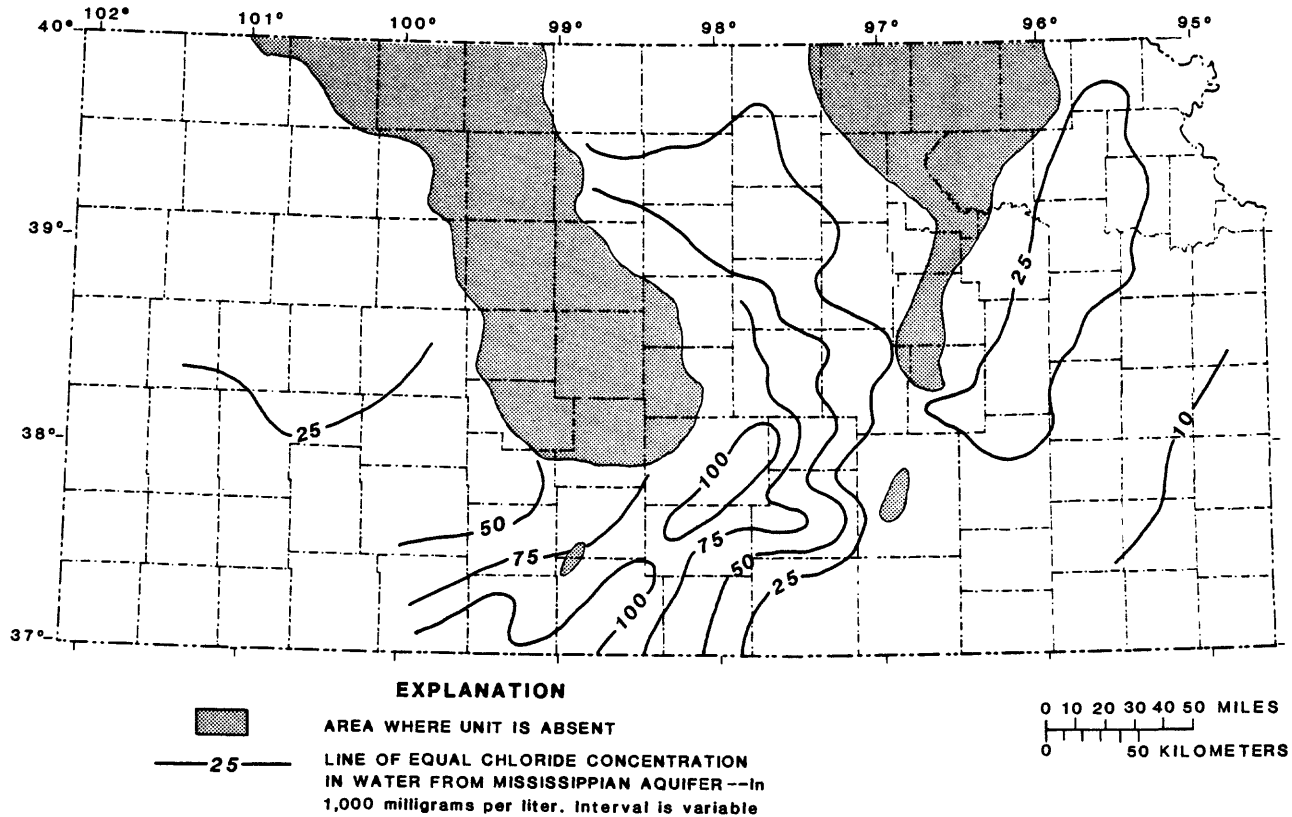 102° 101° 100° 99° 98° 97° 96° 95°
40°
39°
38°
37°
25
25
10
100
50
75
75
50
25
100
EXPLANATION
AREA WHERE UNIT IS ABSENT
25
LINE OF EQUAL CHLORIDE CONCENTRATION
IN WATER FROM MISSISSIPPIAN AQUIFER--In
1,000 milligrams per liter. Interval is variable
0 10 20 30 40 50 MILES
0 50 KILOMETERS